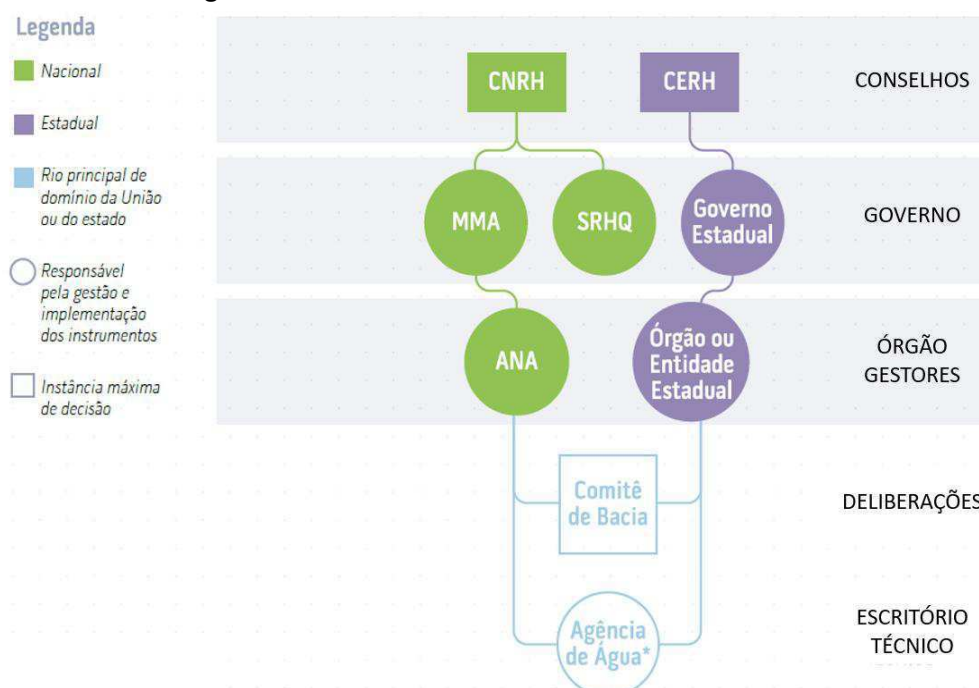 Legenda
Nacional
Estadual
Rio principal de
domínio da União
ou do estado
Responsável
pela gestão e
implementação
dos instrumentos
Instância máxima
de decisão
CNRH
CERH
CONSELHOS
MMA
SRHQ
Governo
Estadual
GOVERNO
ANA
Órgão ou
Entidade
Estadual
ÓRGÃO
GESTORES
Comitê
de Bacia
DELIBERAÇÕES
Agência
de Água*
ESCRITÓRIO
TÉCNICO